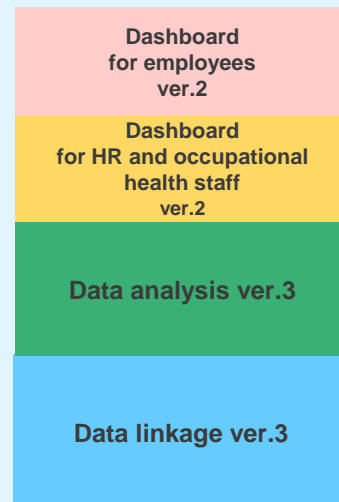 Dashboard
for employees
ver.2
Dashboard
for HR and occupational
health staff
ver.2
Data analysis ver.3
Data linkage ver.3